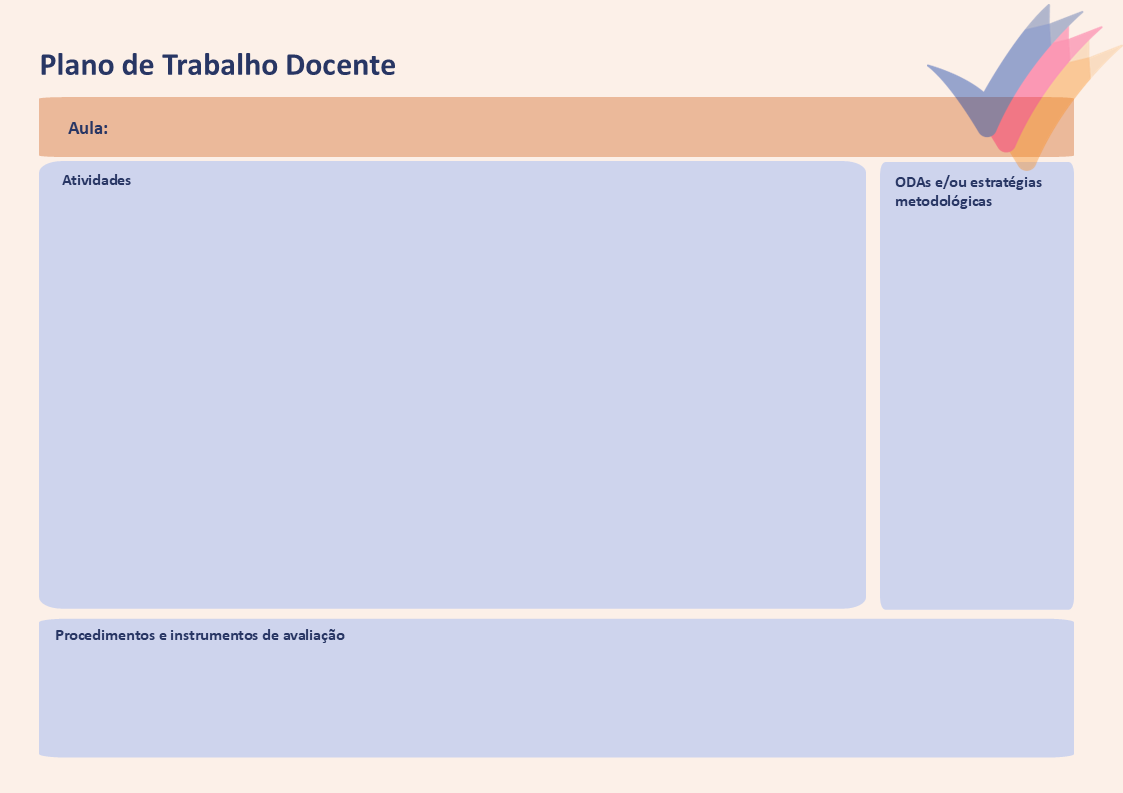 Plano de Trabalho Docente
Aula:
Atividades
ODAs e/ou estratégias
metodológicas
Procedimentos e instrumentos de avaliação